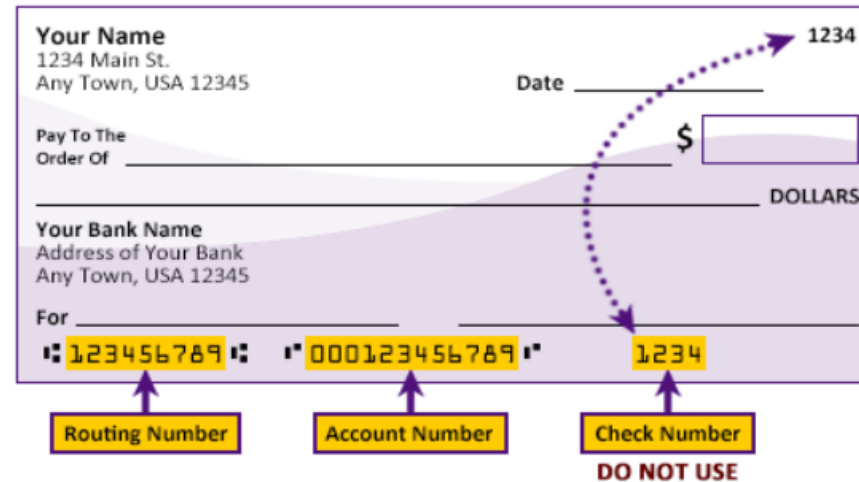 Your Name
1234 Main St.
Any Town, USA 12345
1234
Date
Pay To The
Order Of
$
DOLLARS
Your Bank Name
Address of Your Bank
Any Town, USA 12345
For
⑆123456789⑆ ⑈000123456789⑈ 1234
Routing Number Account Number Check Number
DO NOT USE